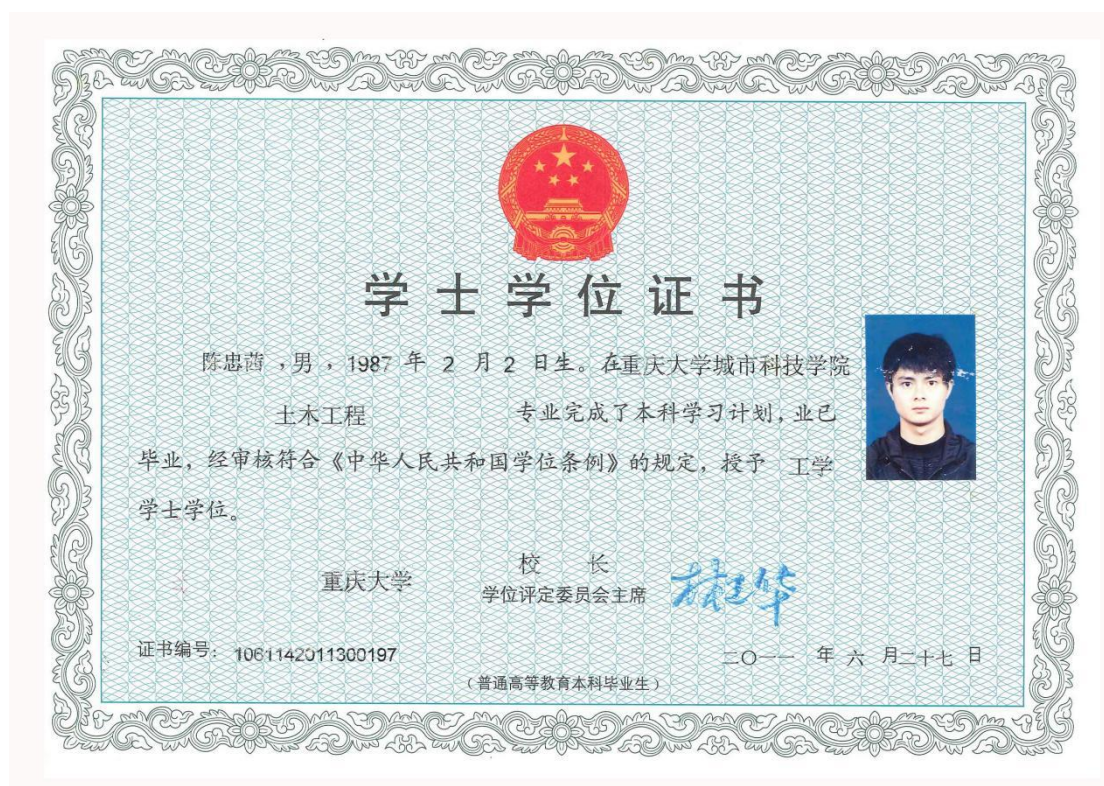 学士学位证书
陈忠茜，男，1987 年 2 月 2 日生。在重庆大学城市科技学院
土木工程 专业完成了本科学习计划，业已
毕业，经审核符合《中华人民共和国学位条例》的规定，授予 工学
学士学位。
校 长
重庆大学 学位评定委员会主席
证书编号：1061142011300197
二〇一一 年 六 月二十七 日
（普通高等教育本科毕业生）